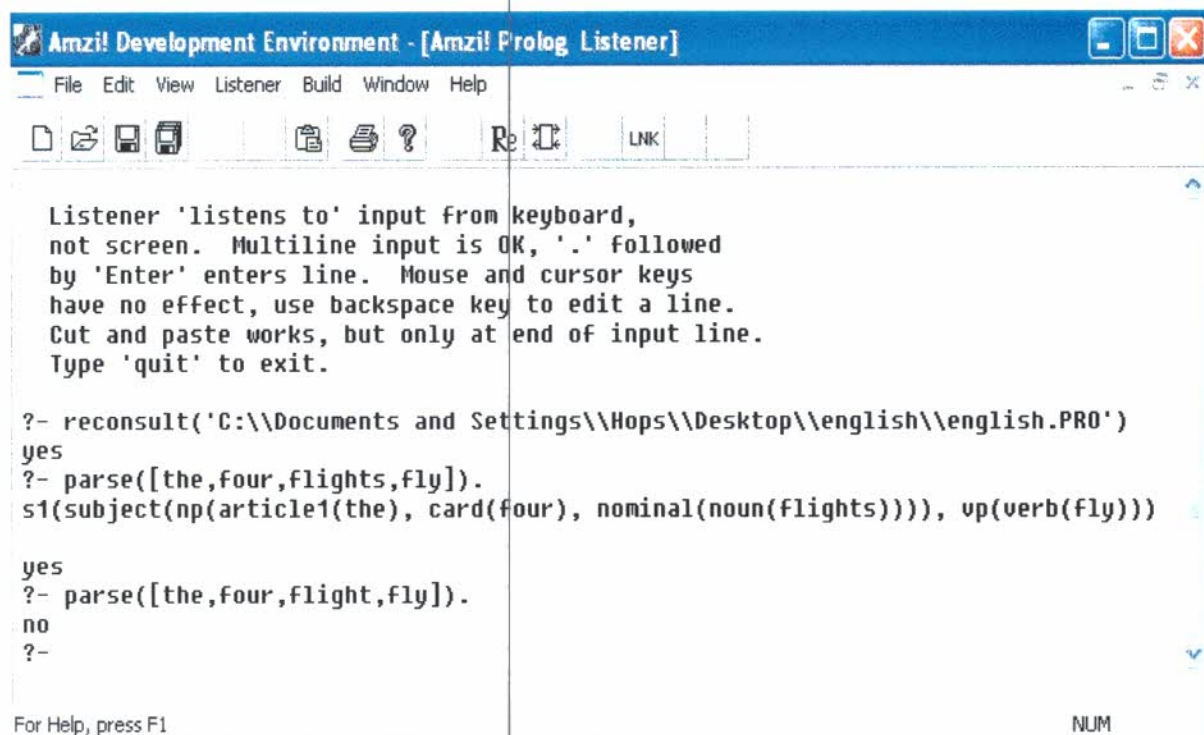 Amzi! Development Environment - [Amzi! Prolog Listener]
File Edit View Listener Build Window Help
Re LNK
Listener 'listens to' input from keyboard,
not screen. Multiline input is OK, '.' followed
by 'Enter' enters line. Mouse and cursor keys
have no effect, use backspace key to edit a line.
Cut and paste works, but only at end of input line.
Type 'quit' to exit.
?- reconsult('C:\\Documents and Settings\\Hops\\Desktop\\english\\english.PRO')
yes
?- parse([the,four,flights,fly]).
s1(subject(np(article1(the), card(four), nominal(noun(flights)))), vp(verb(fly)))
yes
?- parse([the,four,flight,fly]).
no
?-
For Help, press F1 NUM